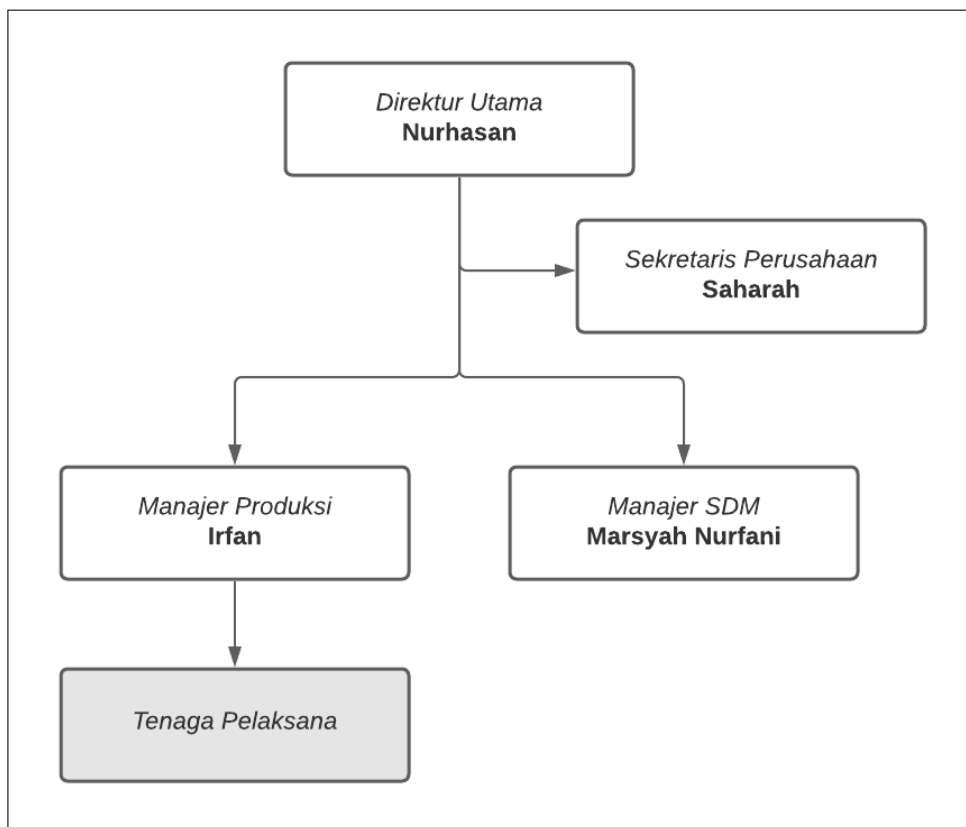 Direktur Utama
Nurhasan
Sekretaris Perusahaan
Saharah
Manajer Produksi
Irfan
Manajer SDM
Marsyah Nurfani
Tenaga Pelaksana